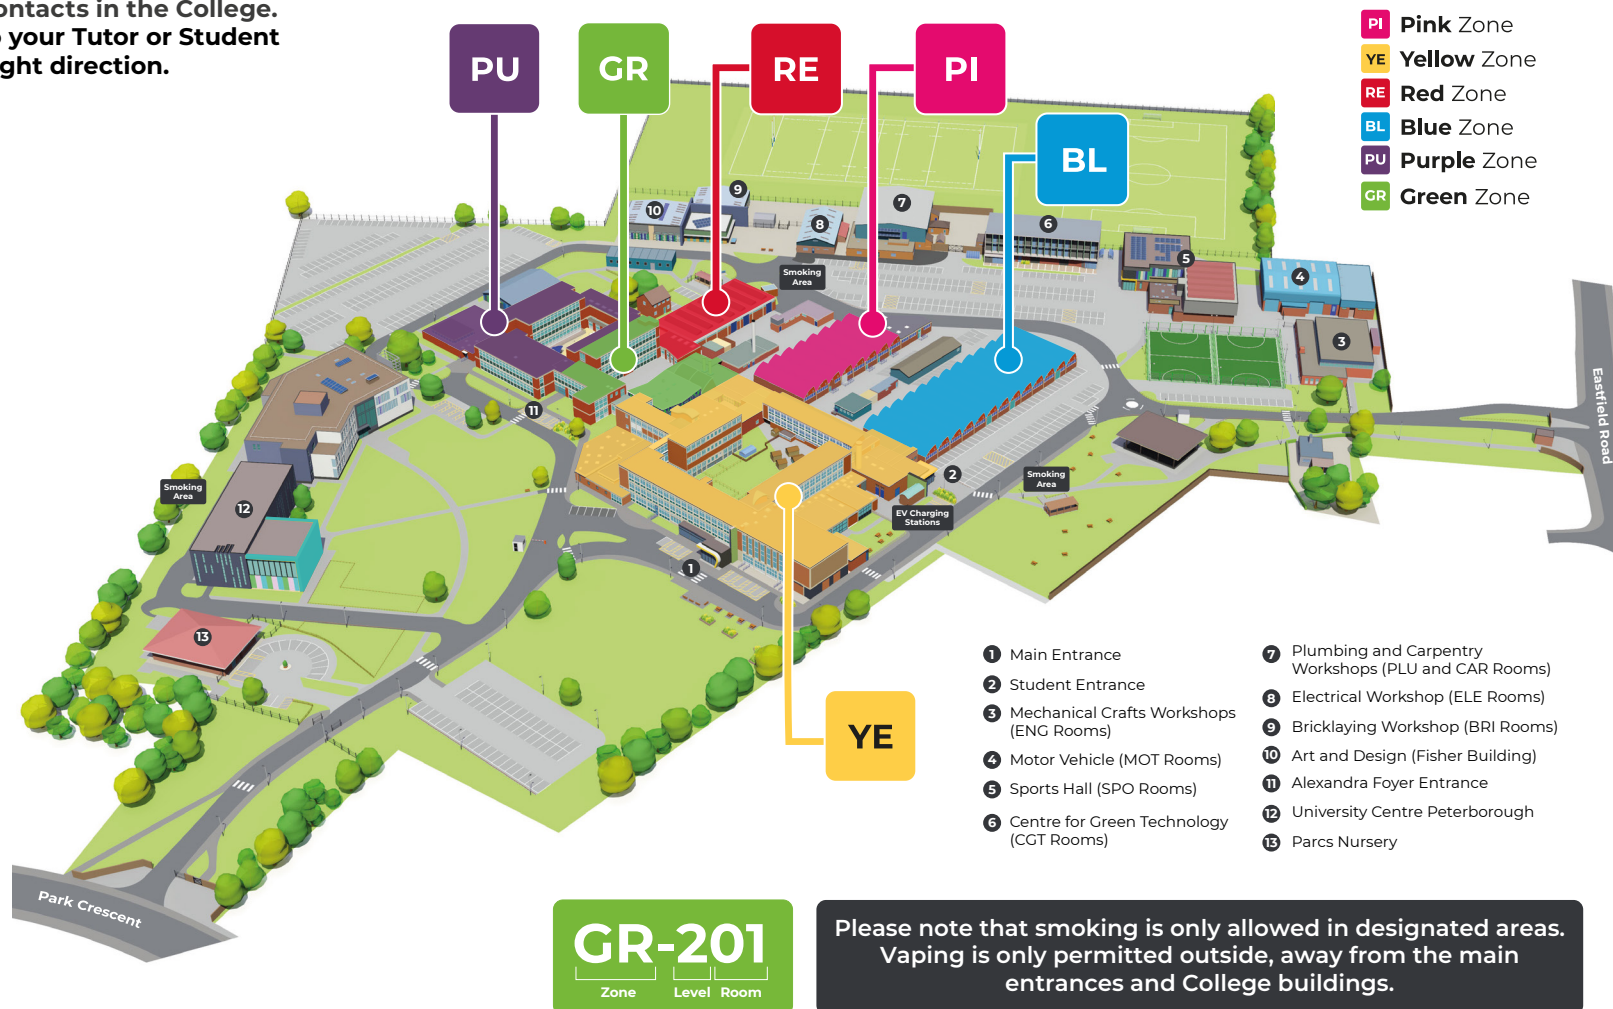 ontacts in the College.
your Tutor or Student
ght direction.
PU
GR
RE
PI
BL
PI Pink Zone
YE Yellow Zone
RE Red Zone
BL Blue Zone
PU Purple Zone
GR Green Zone
9
10
8
7
6
5
4
3
Smoking
Area
11
2
Smoking
Area
EV Charging
Stations
Smoking
Area
12
1
13
Eastfield Road
Park Crescent
YE
1 Main Entrance
2 Student Entrance
3 Mechanical Crafts Workshops
(ENG Rooms)
4 Motor Vehicle (MOT Rooms)
5 Sports Hall (SPO Rooms)
6 Centre for Green Technology
(CGT Rooms)
7 Plumbing and Carpentry
Workshops (PLU and CAR Rooms)
8 Electrical Workshop (ELE Rooms)
9 Bricklaying Workshop (BRI Rooms)
10 Art and Design (Fisher Building)
11 Alexandra Foyer Entrance
12 University Centre Peterborough
13 Parcs Nursery
GR-201
Zone Level Room
Please note that smoking is only allowed in designated areas.
Vaping is only permitted outside, away from the main
entrances and College buildings.